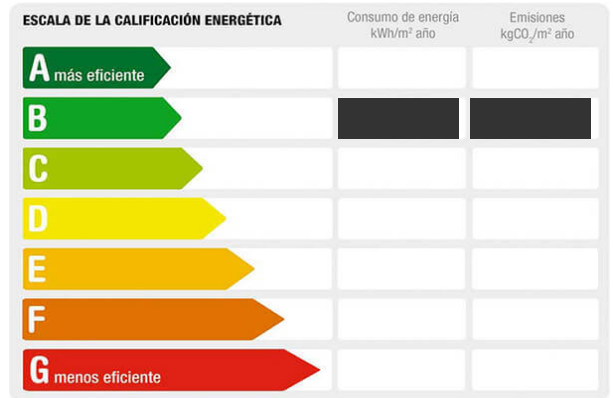 ESCALA DE LA CALIFICACIÓN ENERGÉTICA
Consumo de energía
kWh/m² año
Emisiones
kgCO₂/m² año
A más eficiente
B
C
D
E
F
G menos eficiente